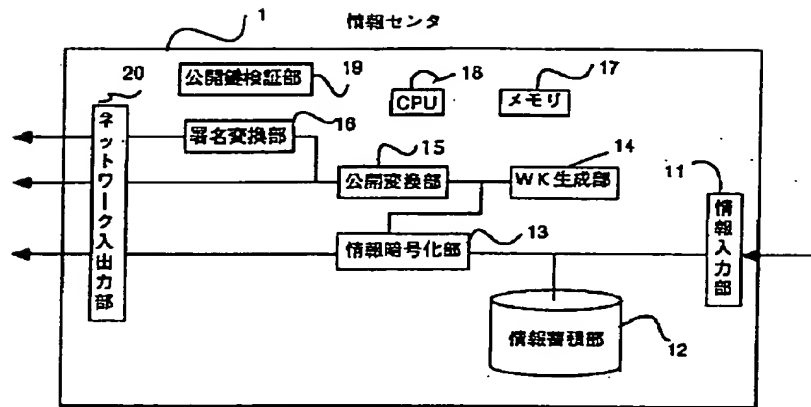 情報センタ
1
20
公開鍵検証部
19
18
CPU
17
メモリ
署名変換部
16
15
公開変換部
14
WK生成部
11
情報入力部
ネットワーク入出力部
情報暗号化部
13
情報蓄積部
12